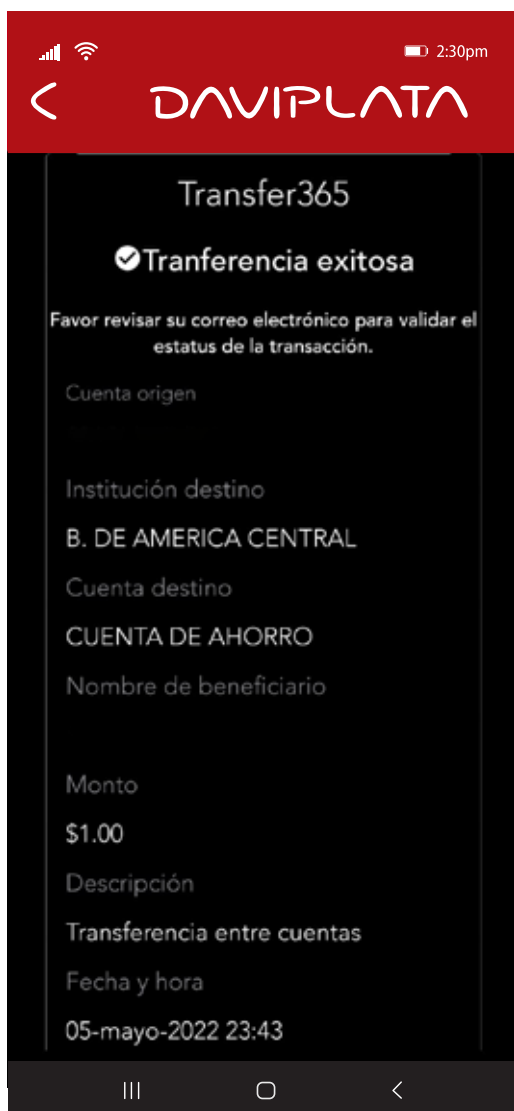 2:30pm
DAVIPLATA
Transfer365
Tranferencia exitosa
Favor revisar su correo electrónico para validar el
estatus de la transacción.
Cuenta origen
Institución destino
B. DE AMERICA CENTRAL
Cuenta destino
CUENTA DE AHORRO
Nombre de beneficiario
Monto
$1.00
Descripción
Transferencia entre cuentas
Fecha y hora
05-mayo-2022 23:43